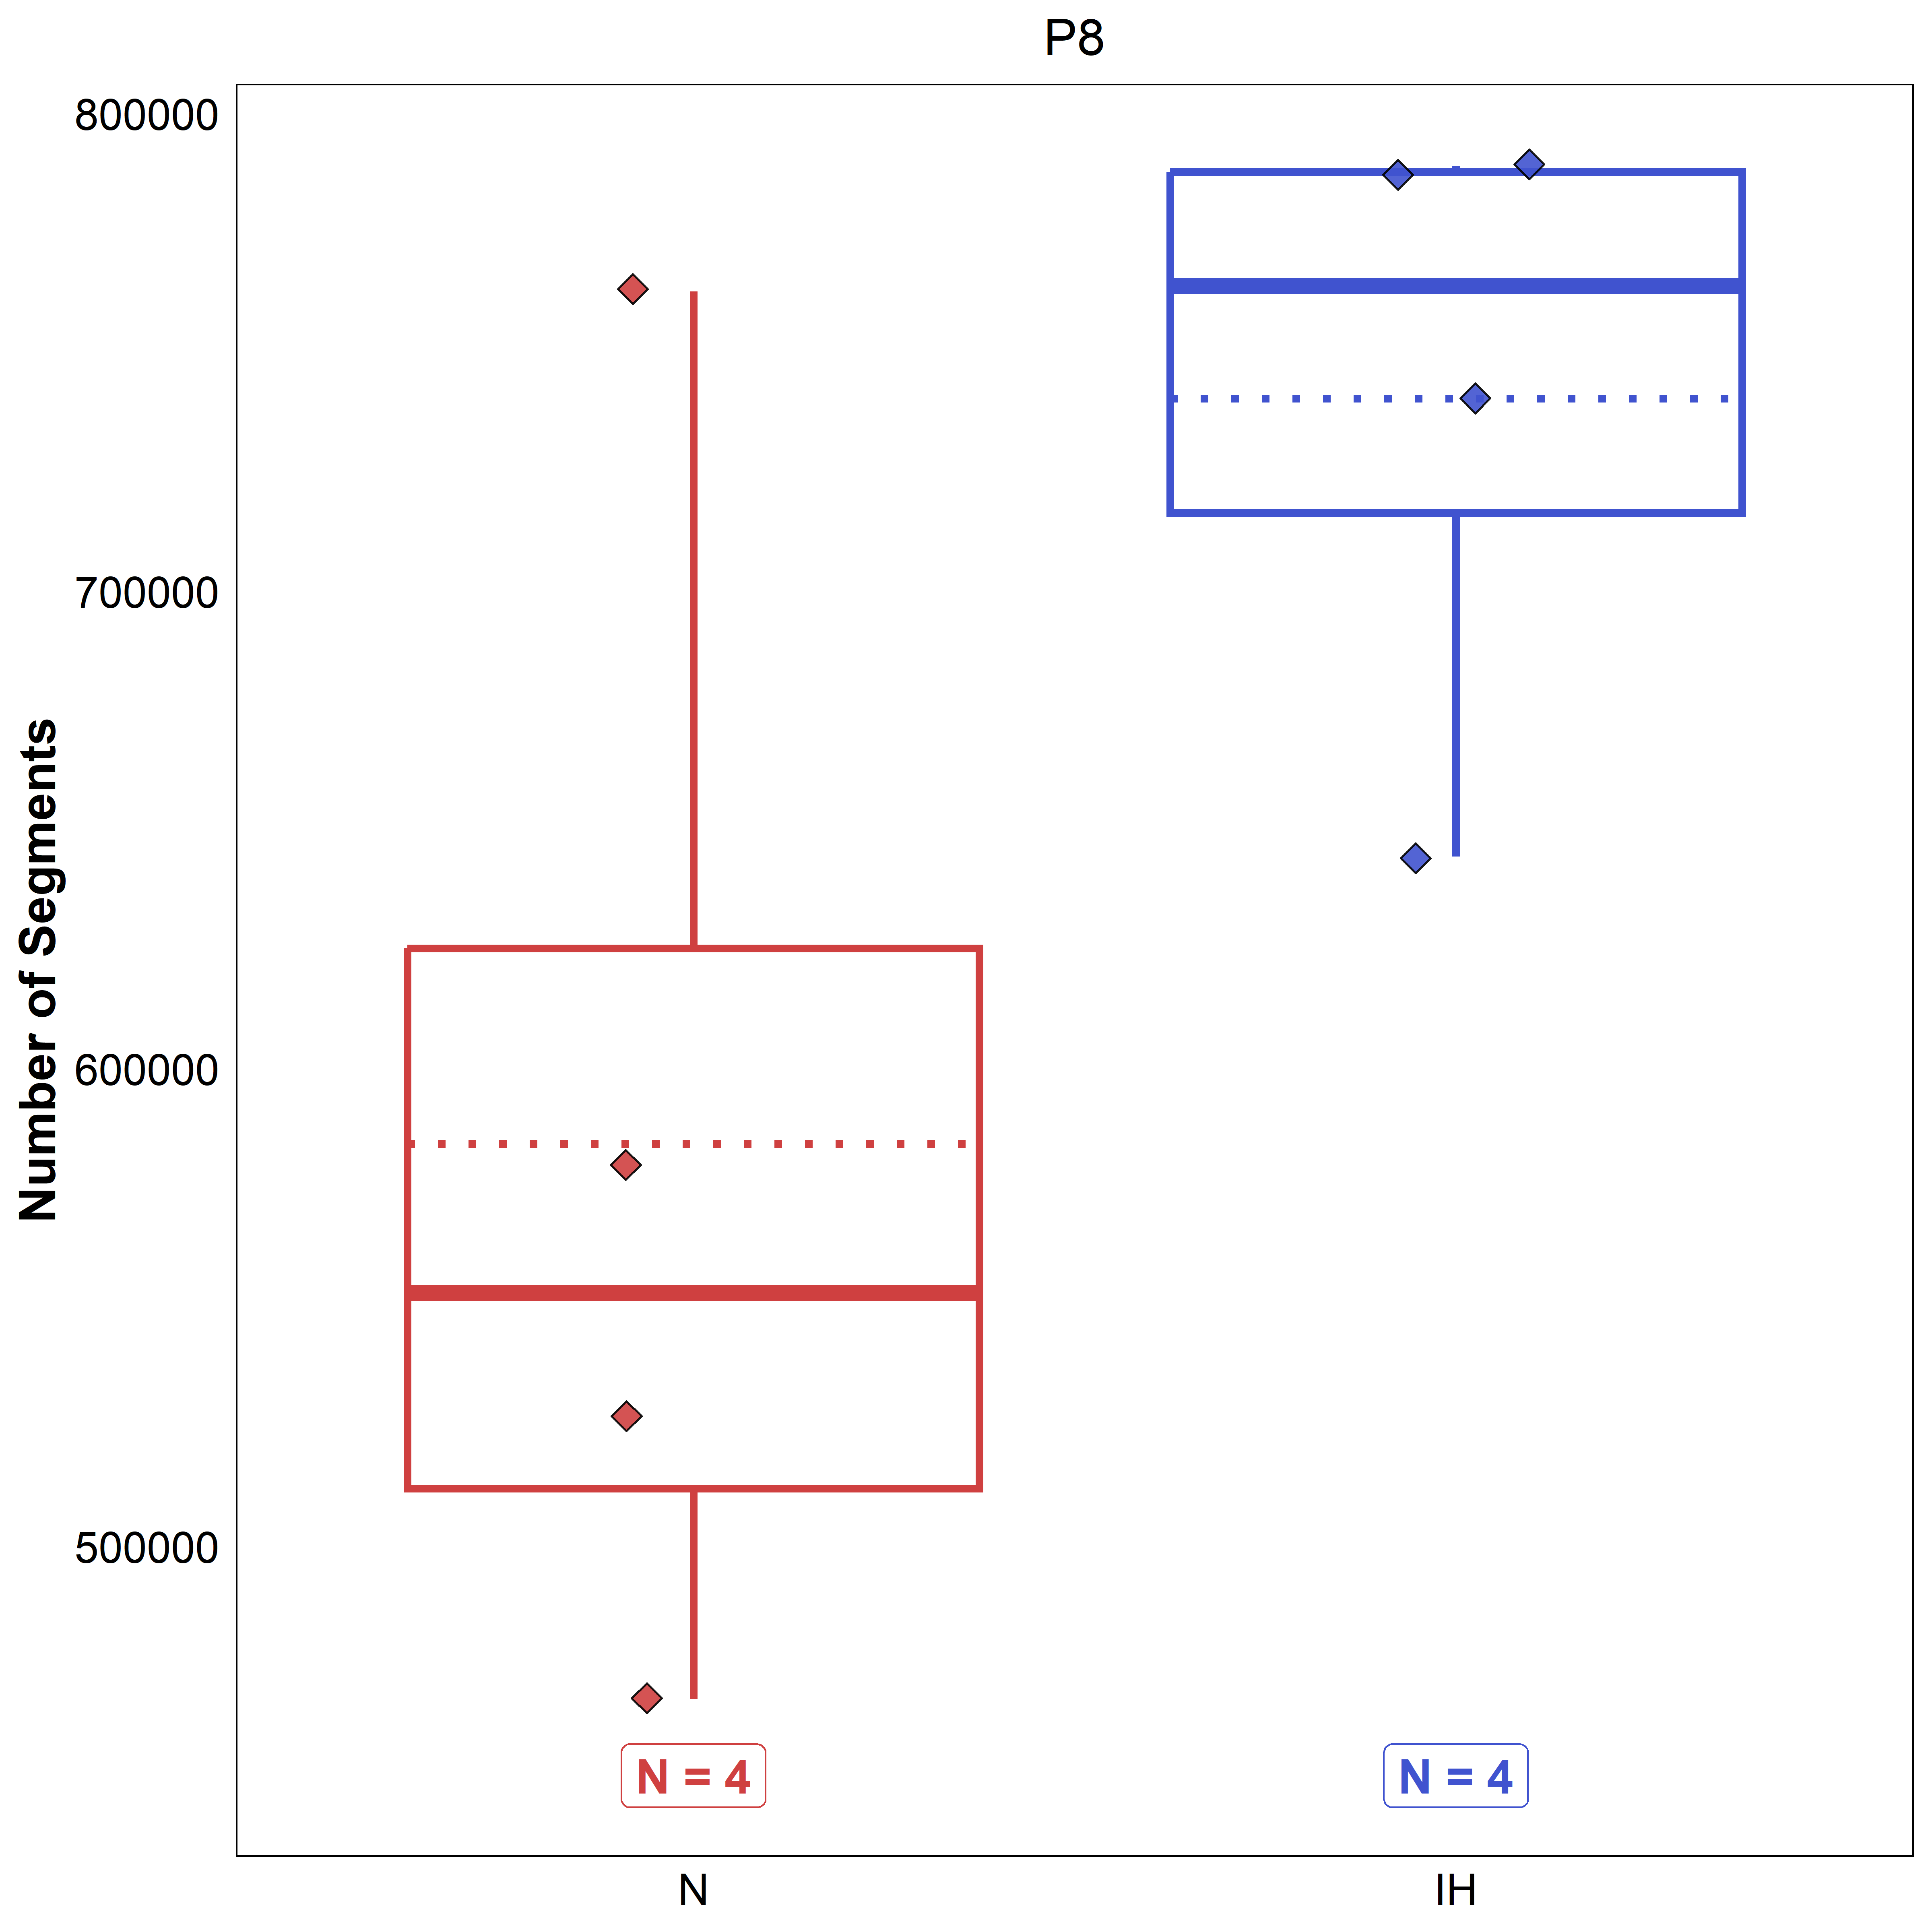 P8
800000
700000
600000
500000
Number of Segments
N = 4
N = 4
N
IH